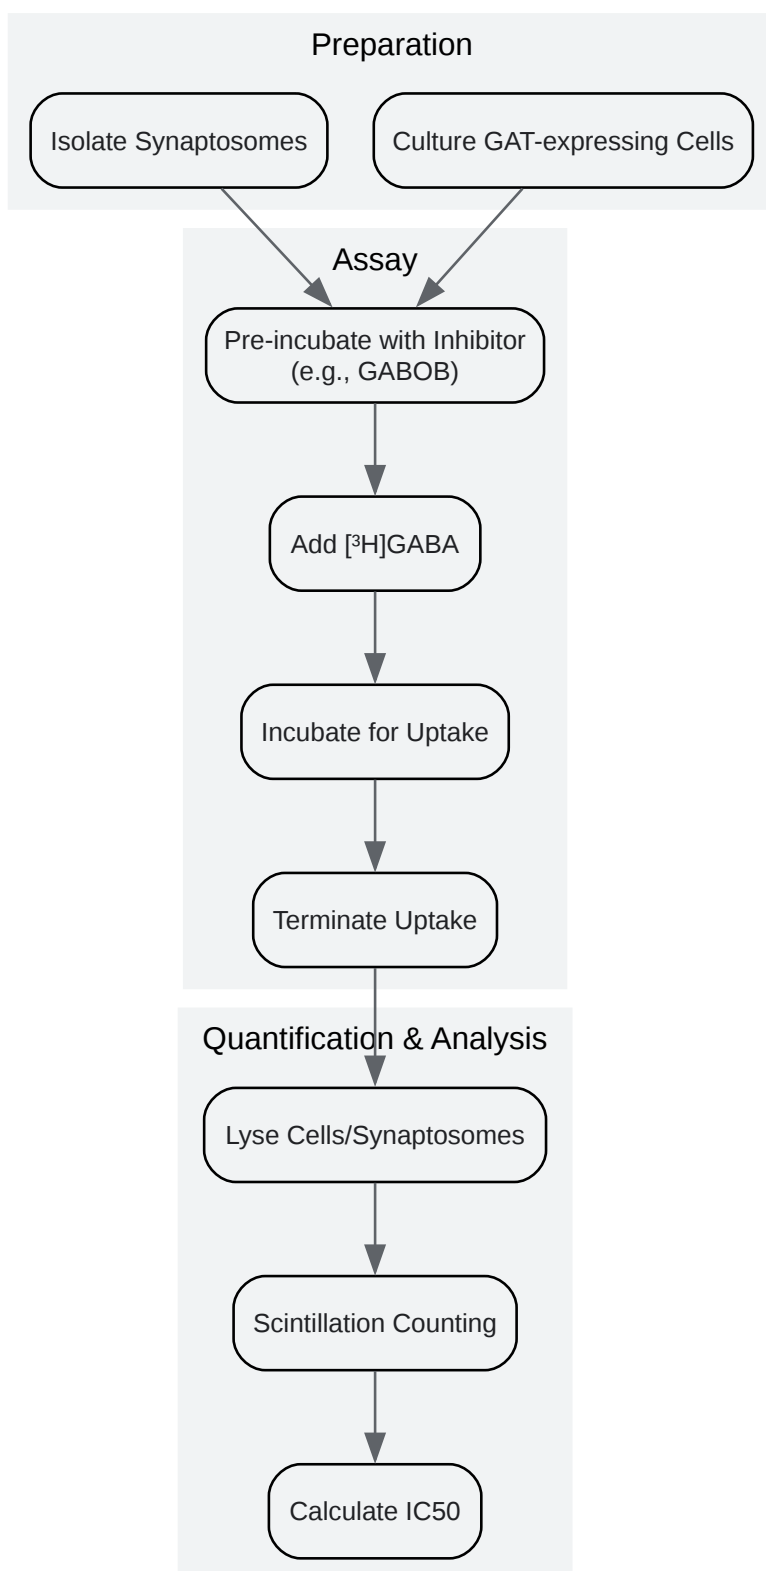 Preparation
Isolate Synaptosomes
Culture GAT-expressing Cells
Assay
Pre-incubate with Inhibitor
(e.g., GABOB)
Add [³H]GABA
Incubate for Uptake
Terminate Uptake
Quantification & Analysis
Lyse Cells/Synaptosomes
Scintillation Counting
Calculate IC50